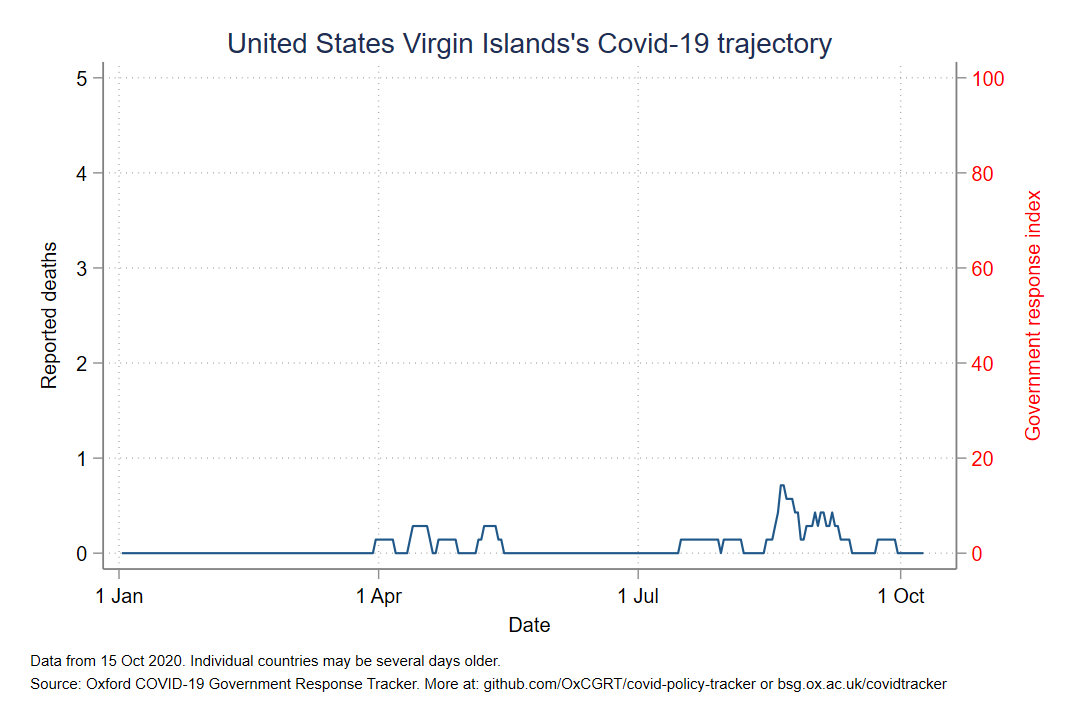 United States Virgin Islands's Covid-19 trajectory
5
4
3
2
1
0
Reported deaths
100
80
60
40
20
0
Government response index
1 Jan
1 Apr
1 Jul
1 Oct
Date
Data from 15 Oct 2020. Individual countries may be several days older.
Source: Oxford COVID-19 Government Response Tracker. More at: github.com/OxCGRT/covid-policy-tracker or bsg.ox.ac.uk/covidtracker